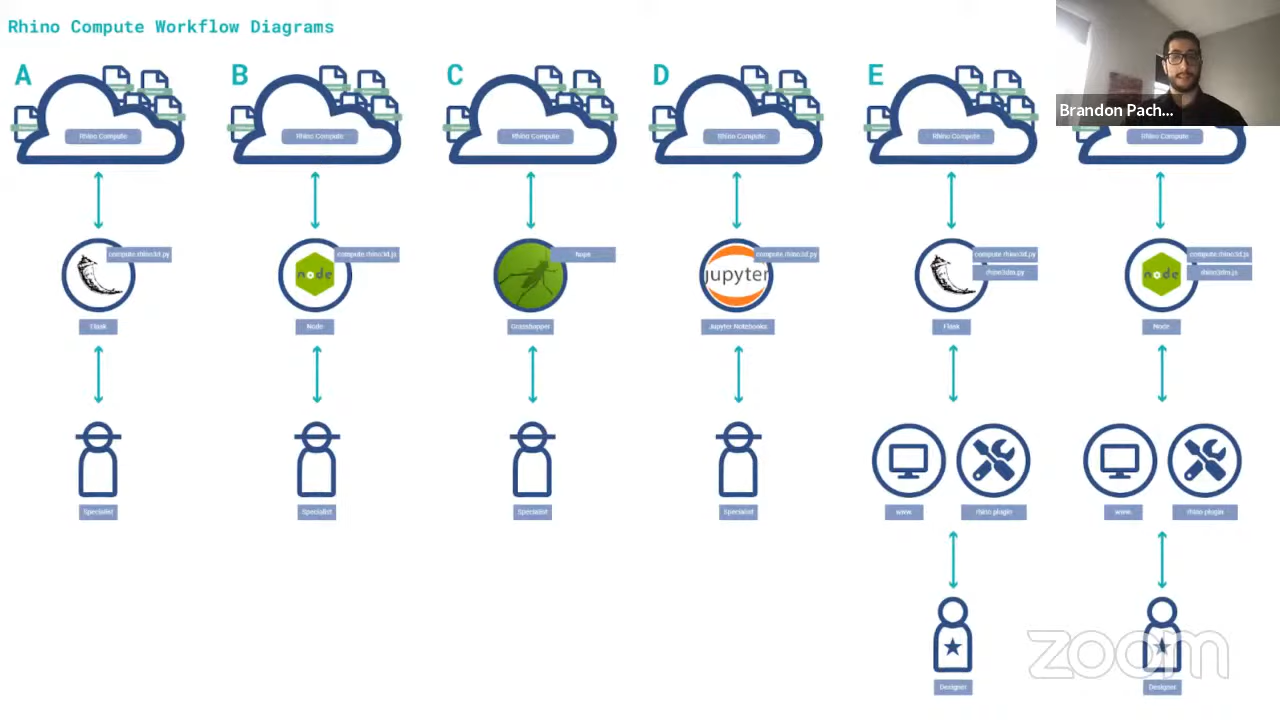 Rhino Compute Workflow Diagrams
A B C D E
Brandon Pach...
Rhino Compute Rhino Compute Rhino Compute Rhino Compute Rhino Compute Rhino Compute
compute.rhino3d.py compute.rhino3d.js Hops compute.rhino3d.py compute.rhino3d.py compute.rhino3d.js
rhino3dm.py rhino3dm.js
node jupyter node
Flask Node Grasshopper Jupyter Notebooks Flask Node
Specialist Specialist Specialist Specialist www. rhino plugin www. rhino plugin
zoom
Designer Designer